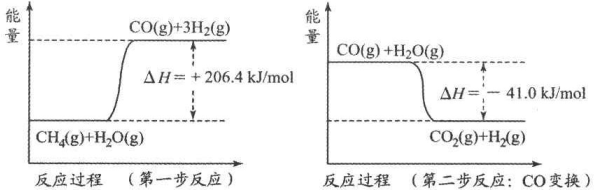 能量
CO(g)+3H₂(g)
ΔH=+206.4 kJ/mol
CH₄(g)+H₂O(g)
反应过程 (第一步反应)
能量
CO(g)+H₂O(g)
ΔH=-41.0 kJ/mol
CO₂(g)+H₂(g)
反应过程 (第二步反应:CO变换)